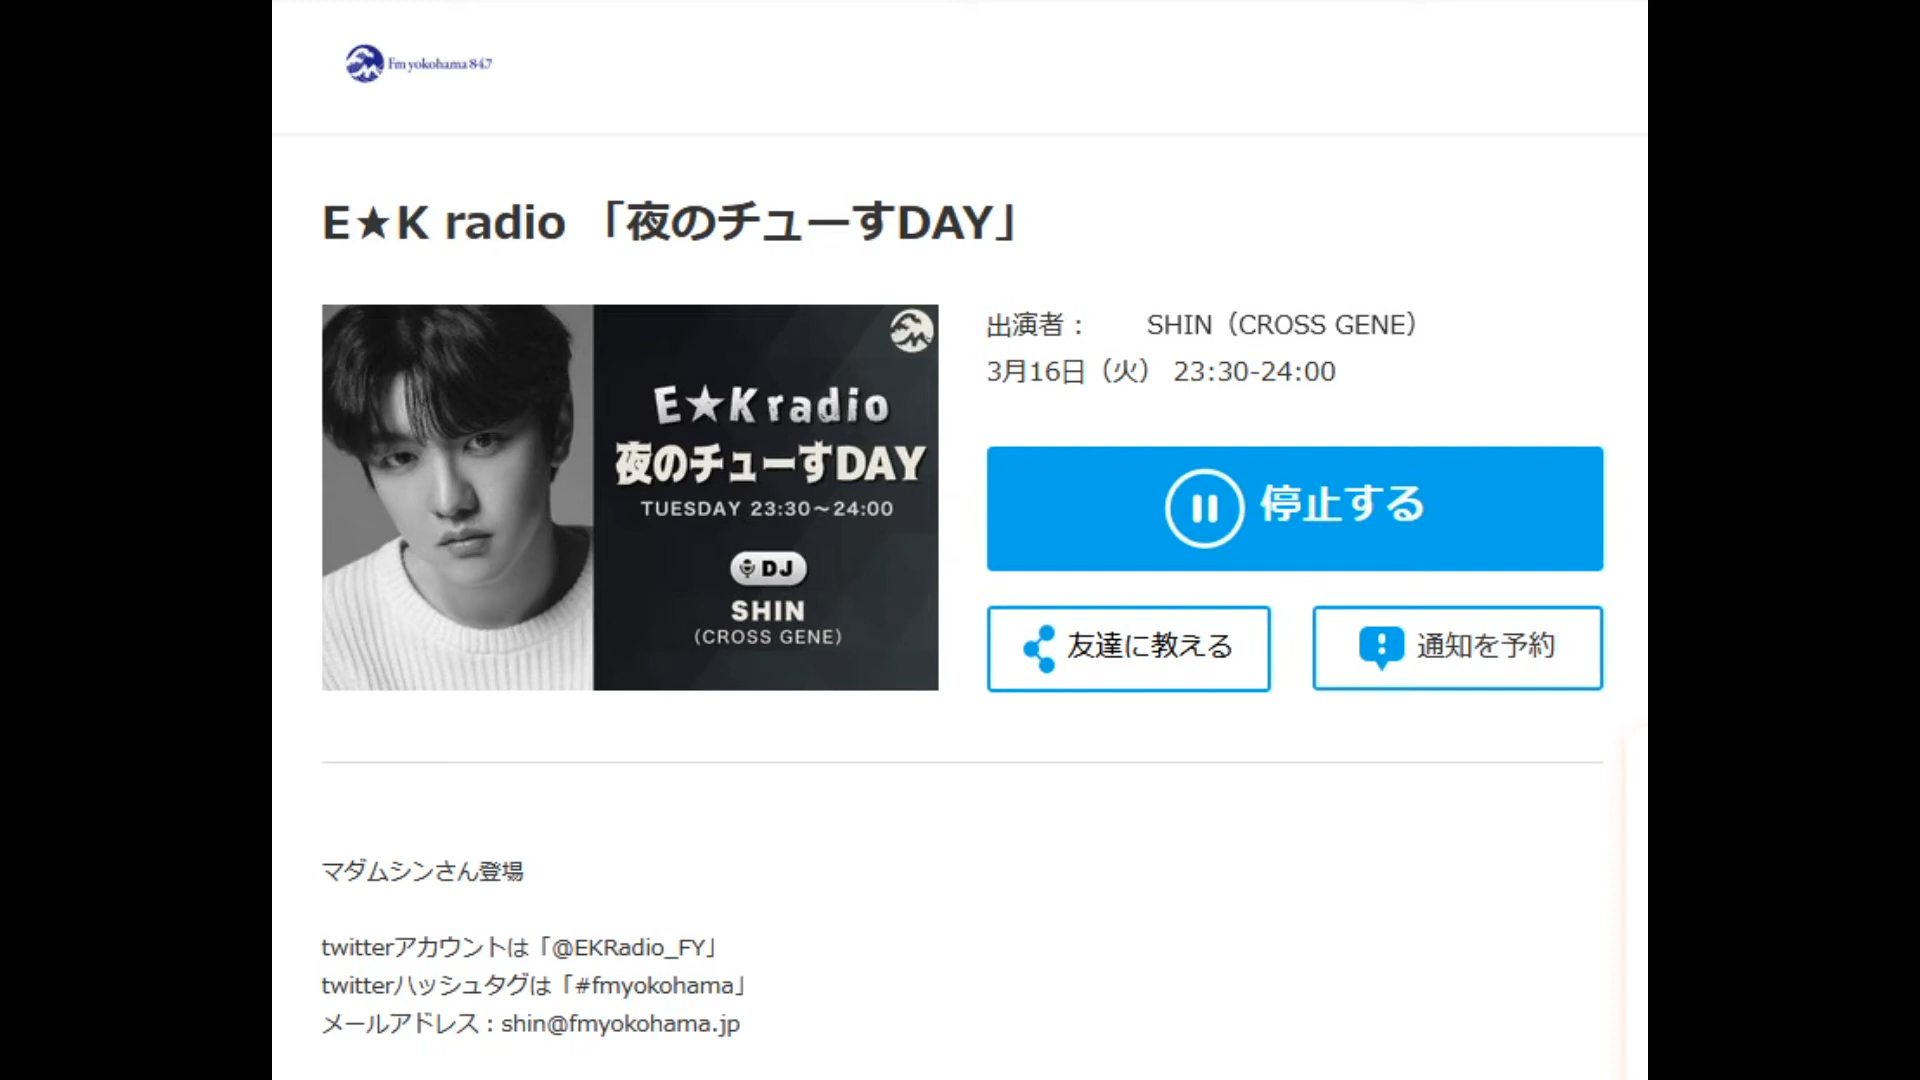 Fm yokohama 84.7
E★K radio 「夜のチューすDAY」
E★K radio
夜のチューすDAY
TUESDAY 23:30〜24:00
DJ
SHIN
(CROSS GENE)
出演者： SHIN（CROSS GENE）
3月16日（火） 23:30-24:00
停止する
友達に教える
通知を予約
マダムシンさん登場
twitterアカウントは「@EKRadio_FY」
twitterハッシュタグは「#fmyokohama」
メールアドレス：shin@fmyokohama.jp